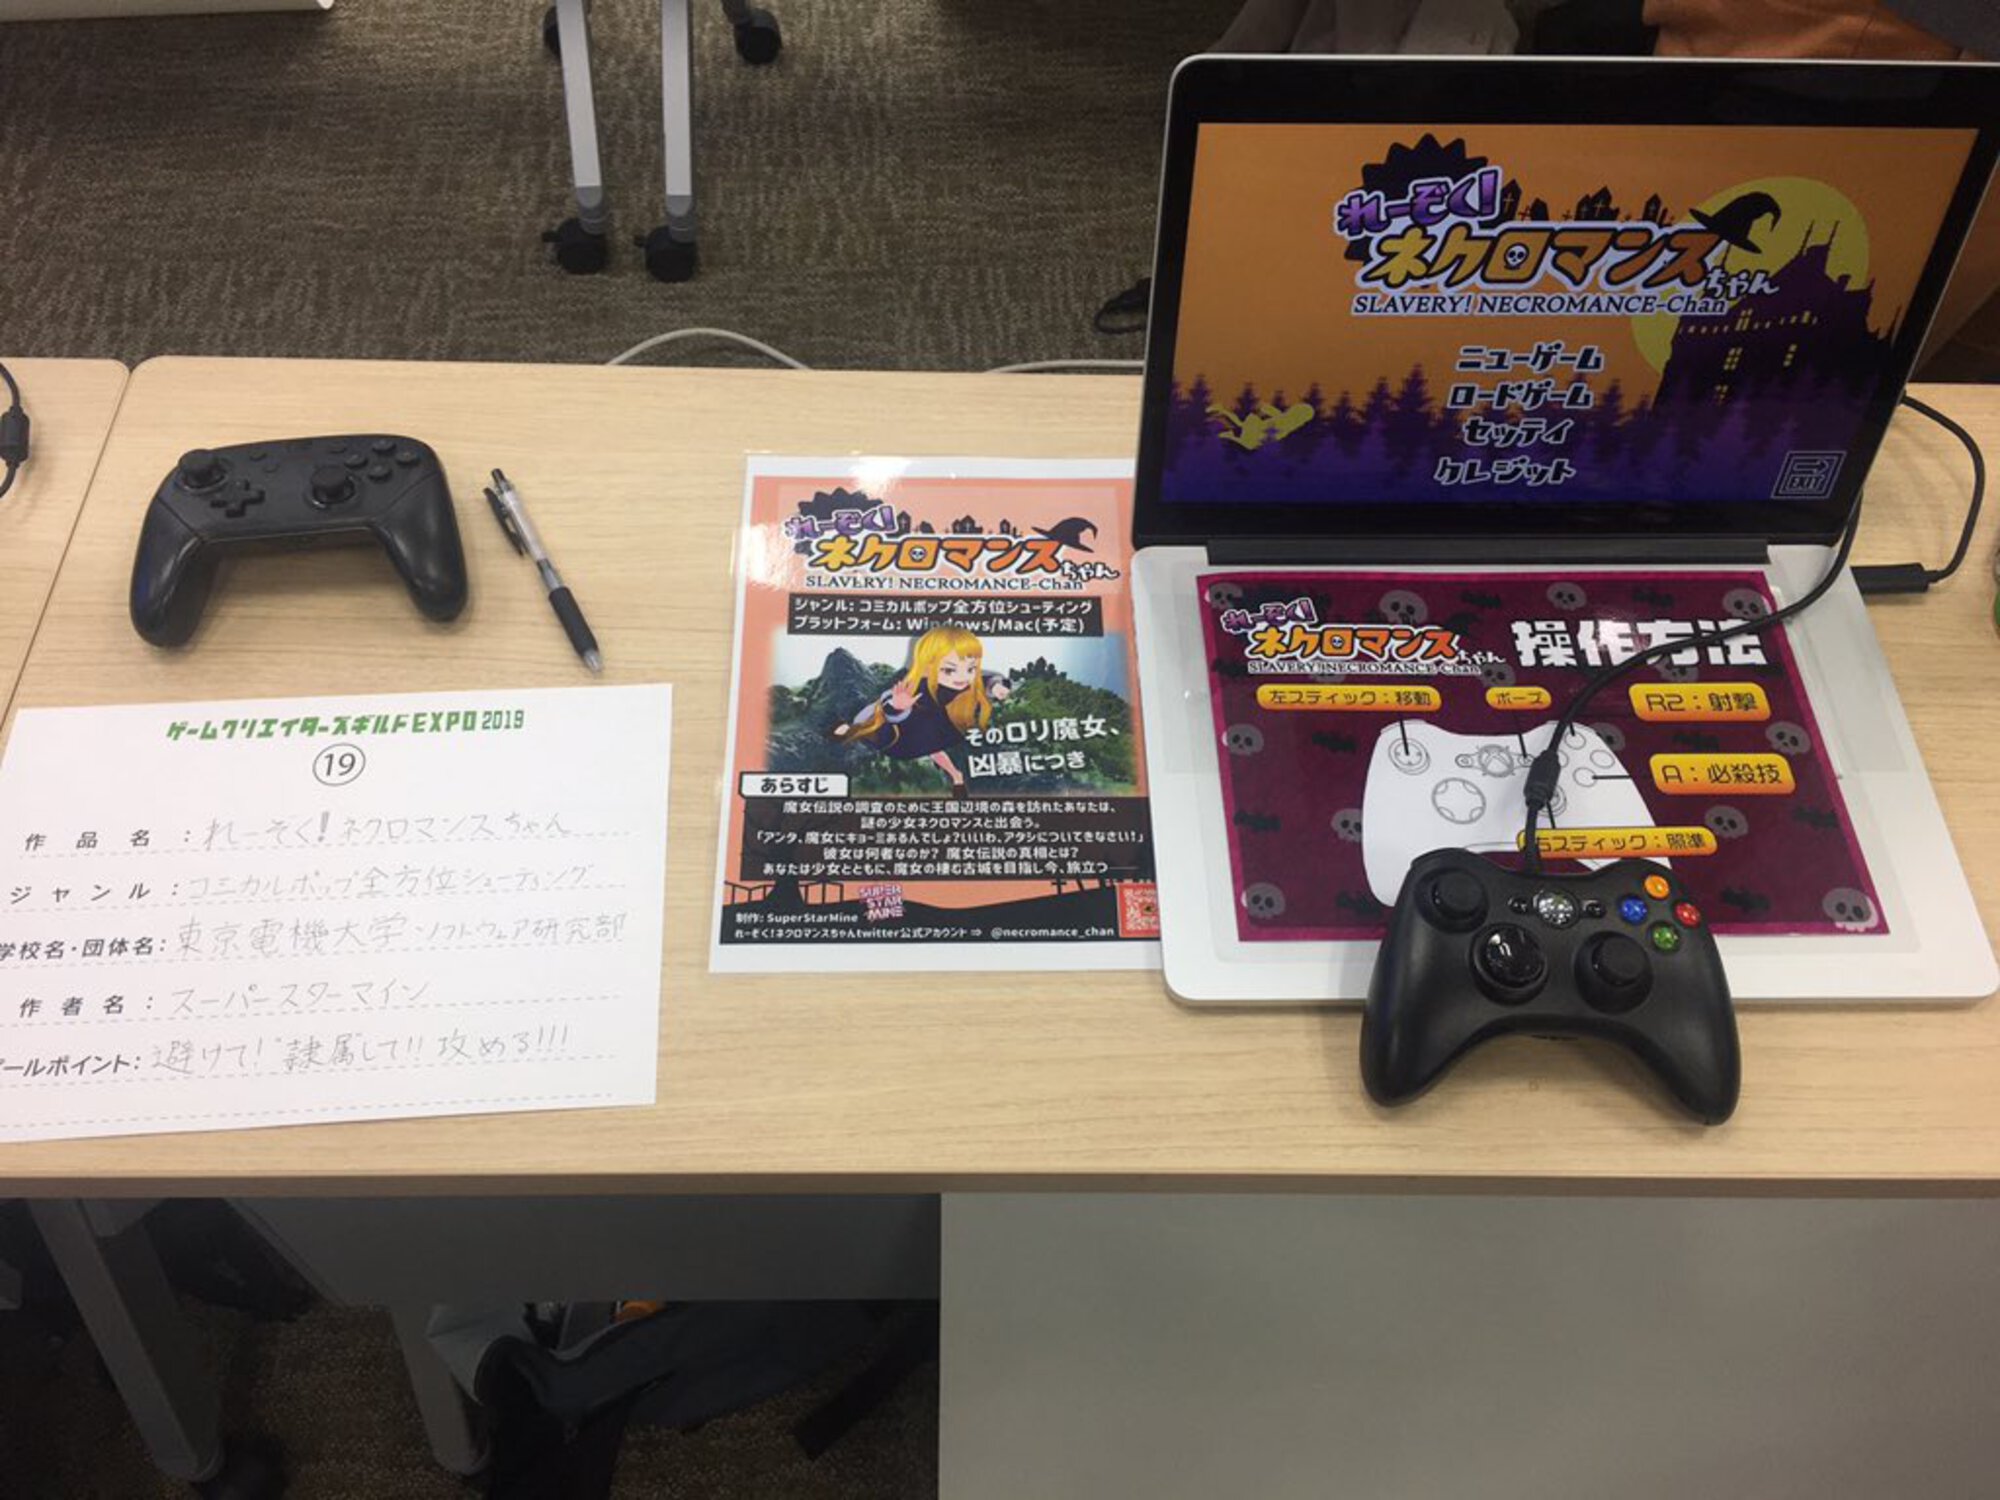 れーぞく!
ネクロマンスちゃん
SLAVERY! NECROMANCE-Chan
ニューゲーム
ロードゲーム
セッティ
クレジット
EXIT
れーぞく!
ネクロマンスちゃん
SLAVERY! NECROMANCE-Chan
ジャンル: コミカルポップ全方位シューティング
プラットフォーム: Windows/Mac(予定)
そのロリ魔女、
凶暴につき
あらすじ
魔女伝説の調査のために王国辺境の森を訪れたあなたは、
謎の少女ネクロマンスと出会う。
「アンタ、魔女にキョーミあるんでしょ?いいわ、アタシについてきなさい!」
彼女は何者なのか? 魔女伝説の真相とは?
あなたは少女とともに、魔女の棲む古城を目指し今、旅立つ──
SUPER
STAR
MINE
制作: SuperStarMine
れーぞく!ネクロマンスちゃんtwitter公式アカウント ⇒ @necromance_chan
れーぞく!
ネクロマンスちゃん
SLAVERY! NECROMANCE-Chan
操作方法
左スティック:移動
ポーズ
R2:射撃
A:必殺技
右スティック:照準
ゲームクリエイターズギルドEXPO 2019
⑲
作品名:れーぞく!ネクロマンスちゃん
ジャンル:コミカルポップ全方位シューティング
学校名・団体名:東京電機大学 ソフトウェア研究部
作者名:スーパースターマイン
ピールポイント:避けて! 隷属して!! 攻める!!!